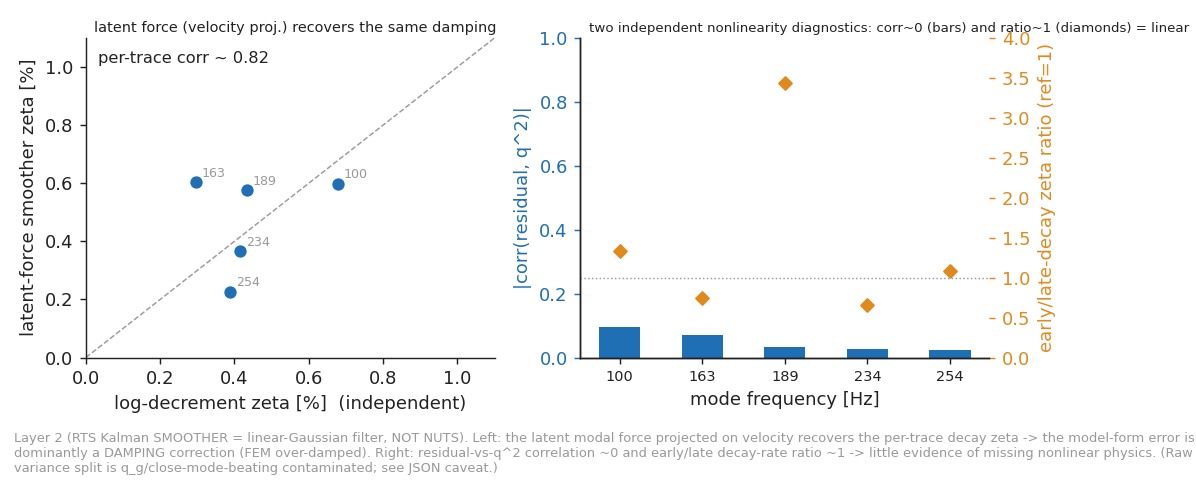 latent force (velocity proj.) recovers the same damping
per-trace corr ~ 0.82
latent-force smoother zeta [%]
1.0
0.8
0.6
0.4
0.2
0.0
163
189
100
234
254
0.0 0.2 0.4 0.6 0.8 1.0
log-decrement zeta [%]  (independent)
two independent nonlinearity diagnostics: corr~0 (bars) and ratio~1 (diamonds) = linear
|corr(residual, q^2)|
1.0
0.8
0.6
0.4
0.2
0.0
4.0
3.5
3.0
2.5
2.0
1.5
1.0
0.5
0.0
early/late-decay zeta ratio (ref=1)
100 163 189 234 254
mode frequency [Hz]
Layer 2 (RTS Kalman SMOOTHER = linear-Gaussian filter, NOT NUTS). Left: the latent modal force projected on velocity recovers the per-trace decay zeta -> the model-form error is
dominantly a DAMPING correction (FEM over-damped). Right: residual-vs-q^2 correlation ~0 and early/late decay-rate ratio ~1 -> little evidence of missing nonlinear physics. (Raw
variance split is q_g/close-mode-beating contaminated; see JSON caveat.)